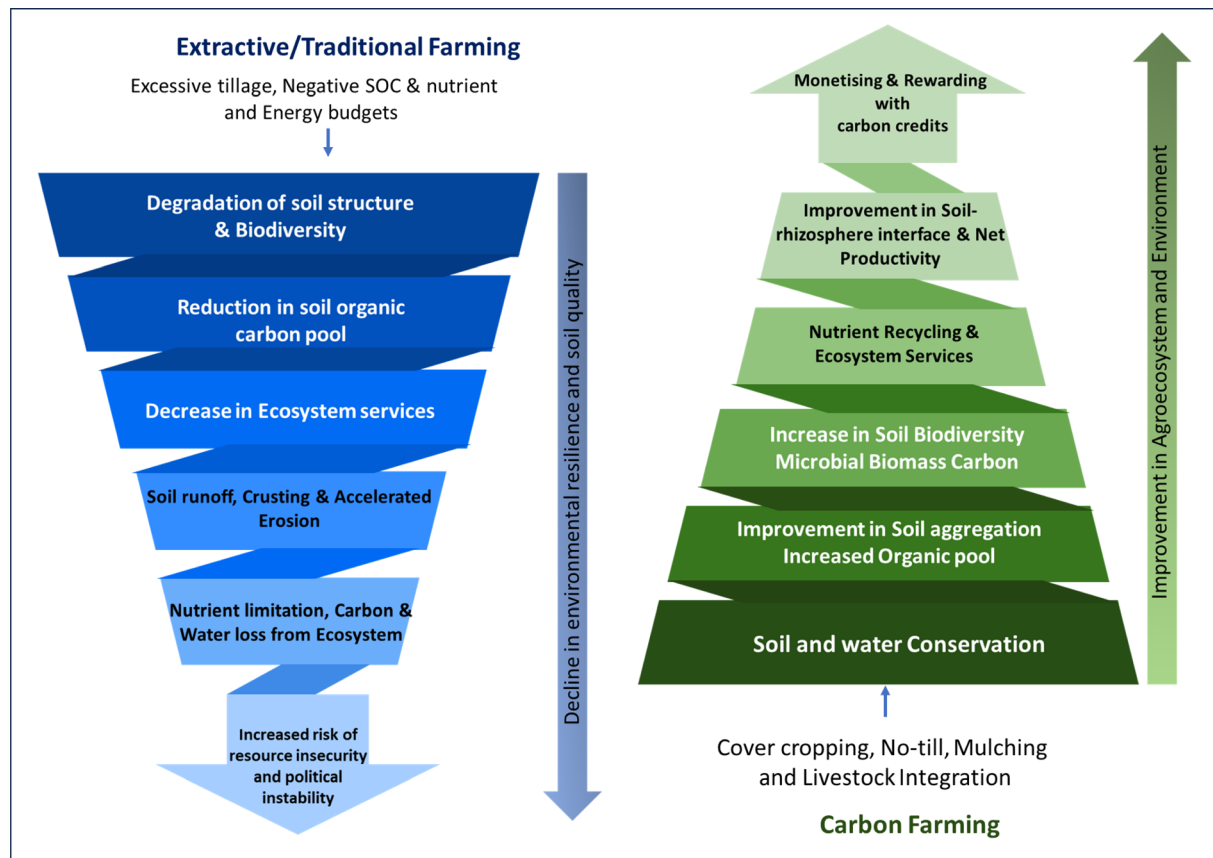 Extractive/Traditional Farming
Excessive tillage, Negative SOC & nutrient
and Energy budgets
Degradation of soil structure
& Biodiversity
Reduction in soil organic
carbon pool
Decrease in Ecosystem services
Soil runoff, Crusting & Accelerated
Erosion
Nutrient limitation, Carbon &
Water loss from Ecosystem
Increased risk of
resource insecurity
and political
instability
Decline in environmental resilience and soil quality
Monetising & Rewarding
with
carbon credits
Improvement in Soil-
rhizosphere interface & Net
Productivity
Nutrient Recycling &
Ecosystem Services
Increase in Soil Biodiversity
Microbial Biomass Carbon
Improvement in Soil aggregation
Increased Organic pool
Soil and water Conservation
Cover cropping, No-till, Mulching
and Livestock Integration
Carbon Farming
Improvement in Agroecosystem and Environment